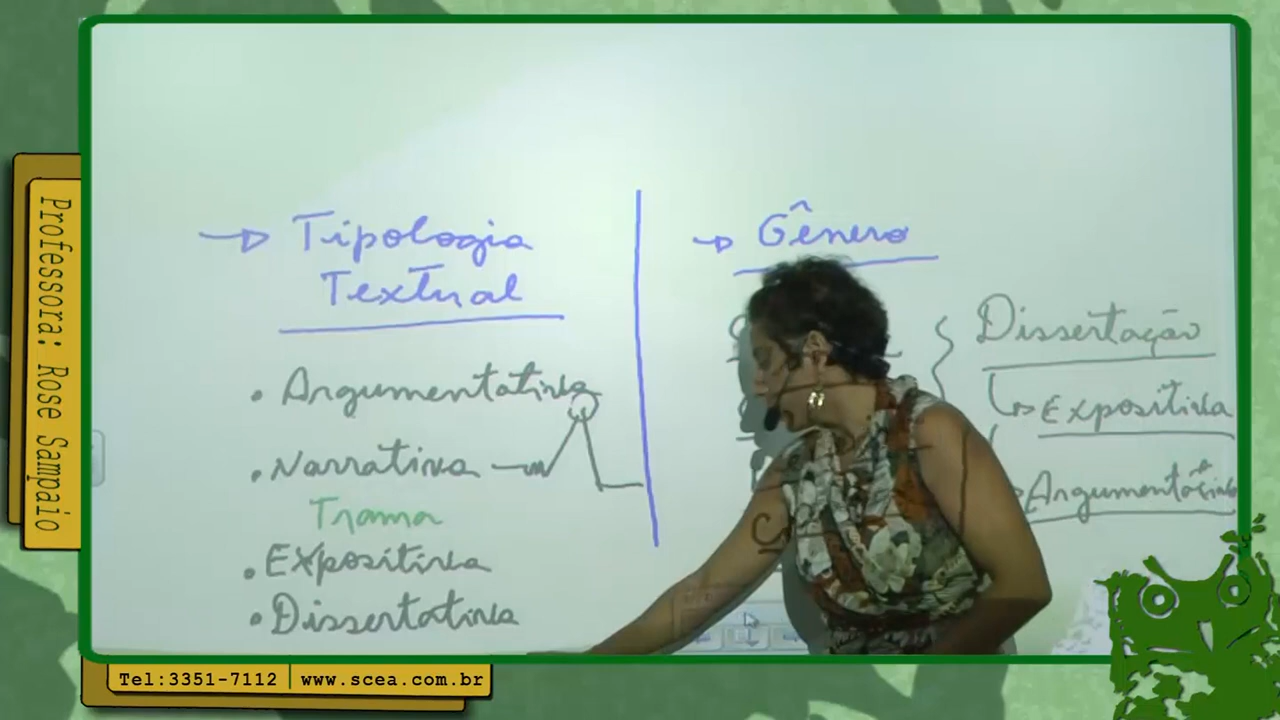 Professora: Rose Sampaio
→ Tipologia
Textual
• Argumentativa
• Narrativa
Trama
• Expositiva
• Dissertativa
→ Gênero
Dissertação
Expositiva
Argumentativa
Tel:3351-7112 | www.scea.com.br